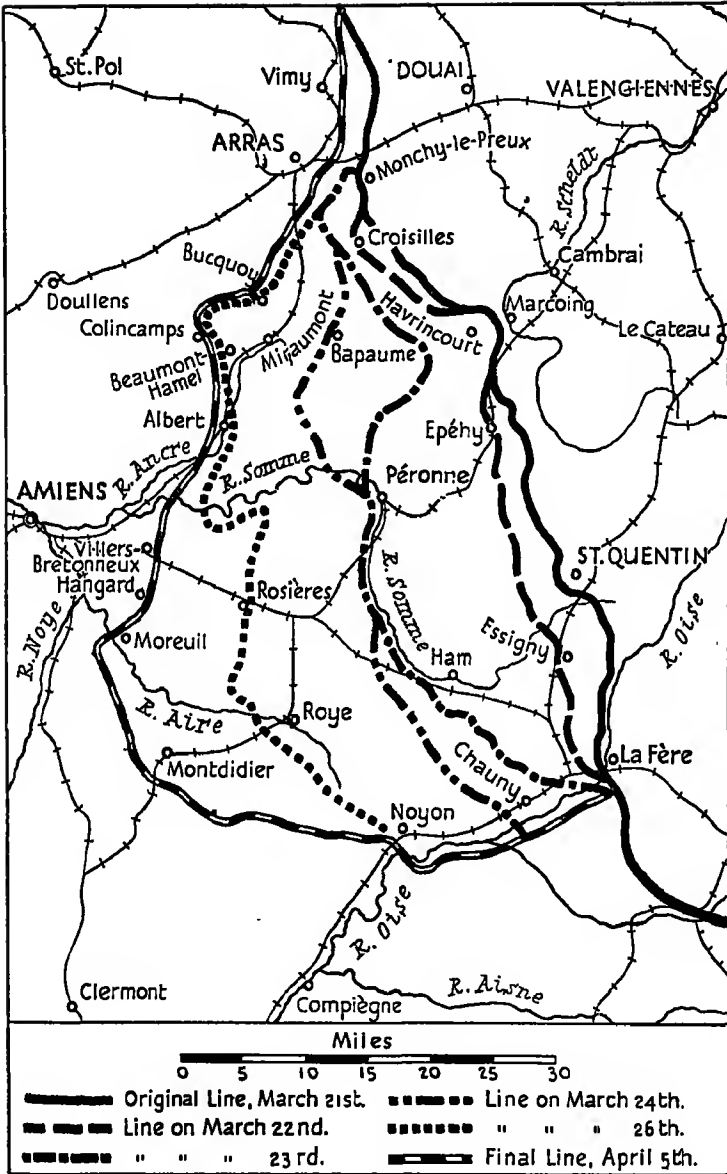 St. Pol
Vimy
DOUAI
VALENGIENNES
ARRAS
Monchy-le-Preux
R. Scheldt
Croisilles
Cambrai
Bucquoy
Doullens
Colincamps
Miraumont
Havrincourt
Marcoing
Le Cateau
Beaumont-
Hamel
Bapaume
Albert
Epéhy
R. Ancre
R. Somme
Péronne
AMIENS
Villers-
Bretonneux
Hangard
ST. QUENTIN
Rosières
R. Somme
R. Oise
R. Noye
Moreuil
Essigny
Ham
R. Aire
Roye
Montdidier
Chauny
La Fère
Noyon
R. Oise
Clermont
Compiègne
R. Aisne
Miles
0 5 10 15 20 25 30
Original Line, March 21st.
Line on March 24th.
Line on March 22nd.
" " " 26th.
" " " 23rd.
Final Line, April 5th.